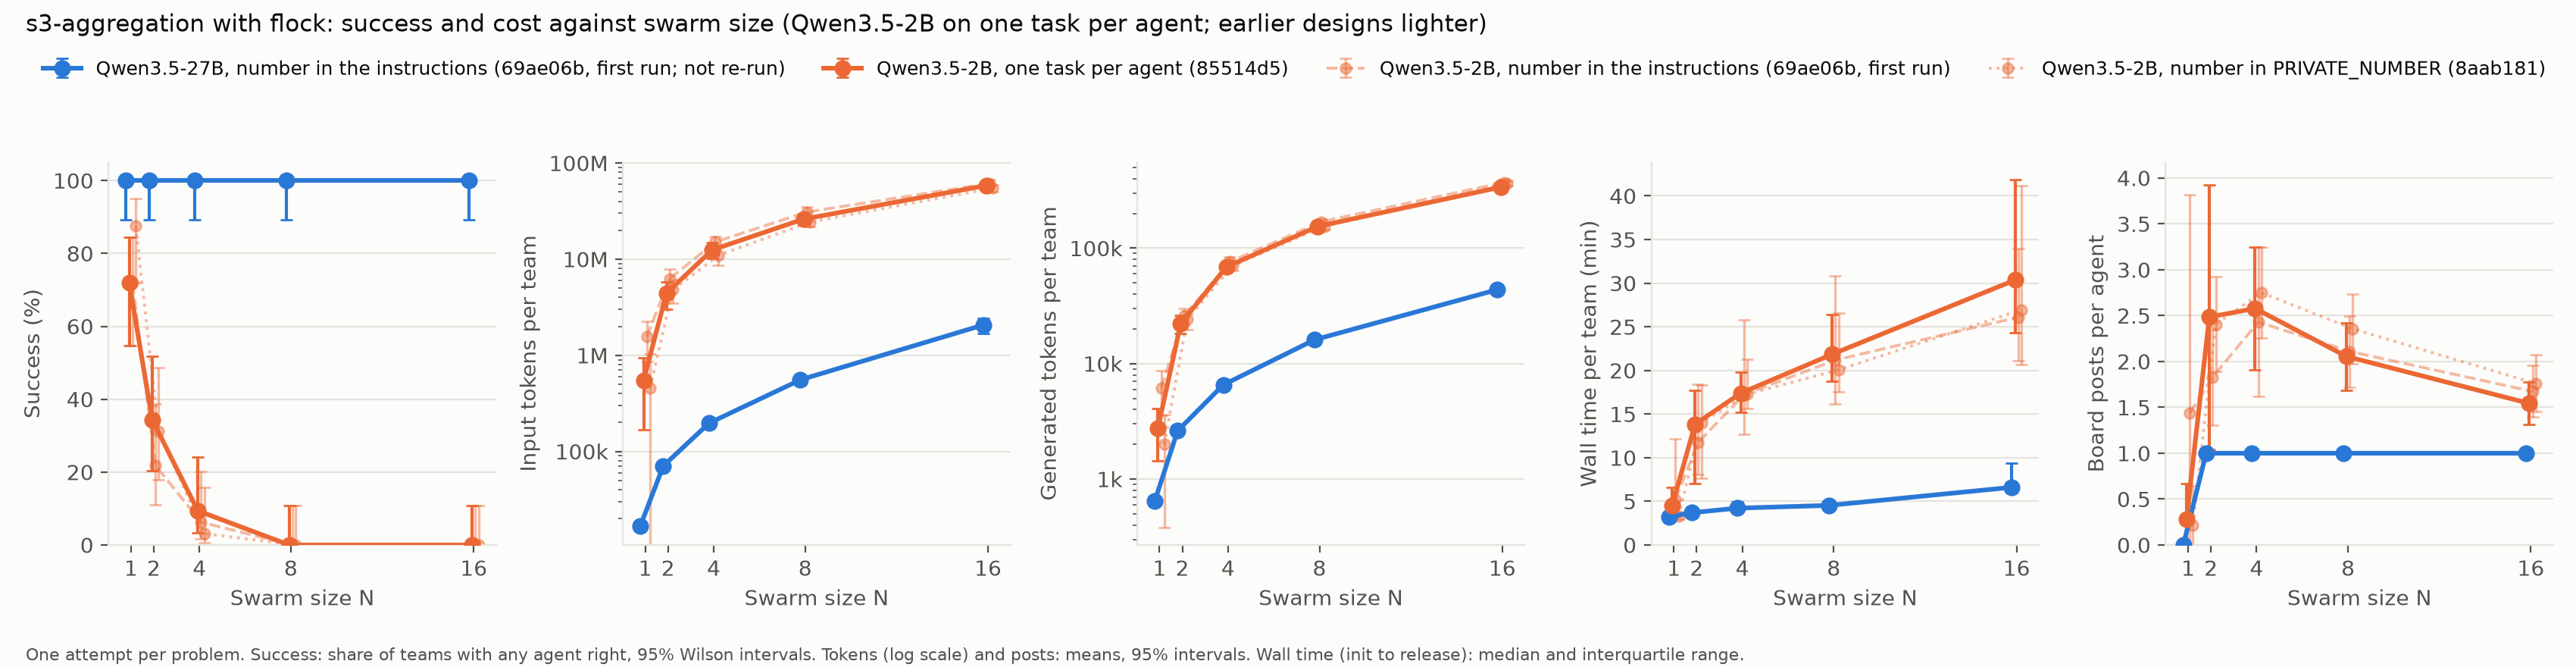 s3-aggregation with flock: success and cost against swarm size (Qwen3.5-2B on one task per agent; earlier designs lighter)
Qwen3.5-27B, number in the instructions (69ae06b, first run; not re-run)
Qwen3.5-2B, one task per agent (85514d5)
Qwen3.5-2B, number in the instructions (69ae06b, first run)
Qwen3.5-2B, number in PRIVATE_NUMBER (8aab181)
Success (%)
100
80
60
40
20
0
1 2 4 8 16
Swarm size N
Input tokens per team
100M
10M
1M
100k
1 2 4 8 16
Swarm size N
Generated tokens per team
100k
10k
1k
1 2 4 8 16
Swarm size N
Wall time per team (min)
40
35
30
25
20
15
10
5
0
1 2 4 8 16
Swarm size N
Board posts per agent
4.0
3.5
3.0
2.5
2.0
1.5
1.0
0.5
0.0
1 2 4 8 16
Swarm size N
One attempt per problem. Success: share of teams with any agent right, 95% Wilson intervals. Tokens (log scale) and posts: means, 95% intervals. Wall time (init to release): median and interquartile range.